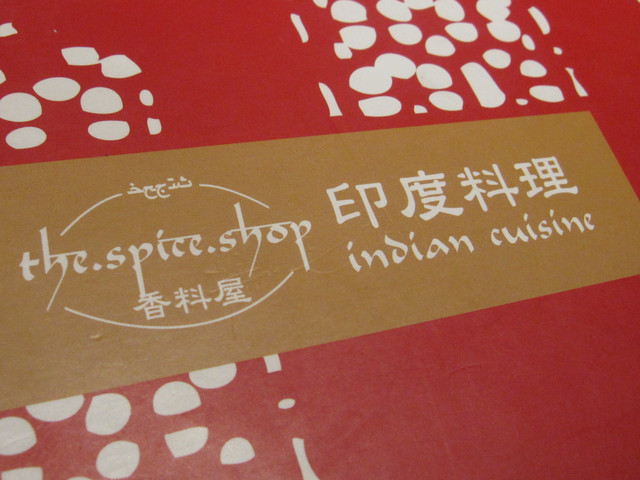 the.spice.shop
香料屋
印度料理
indian cuisine